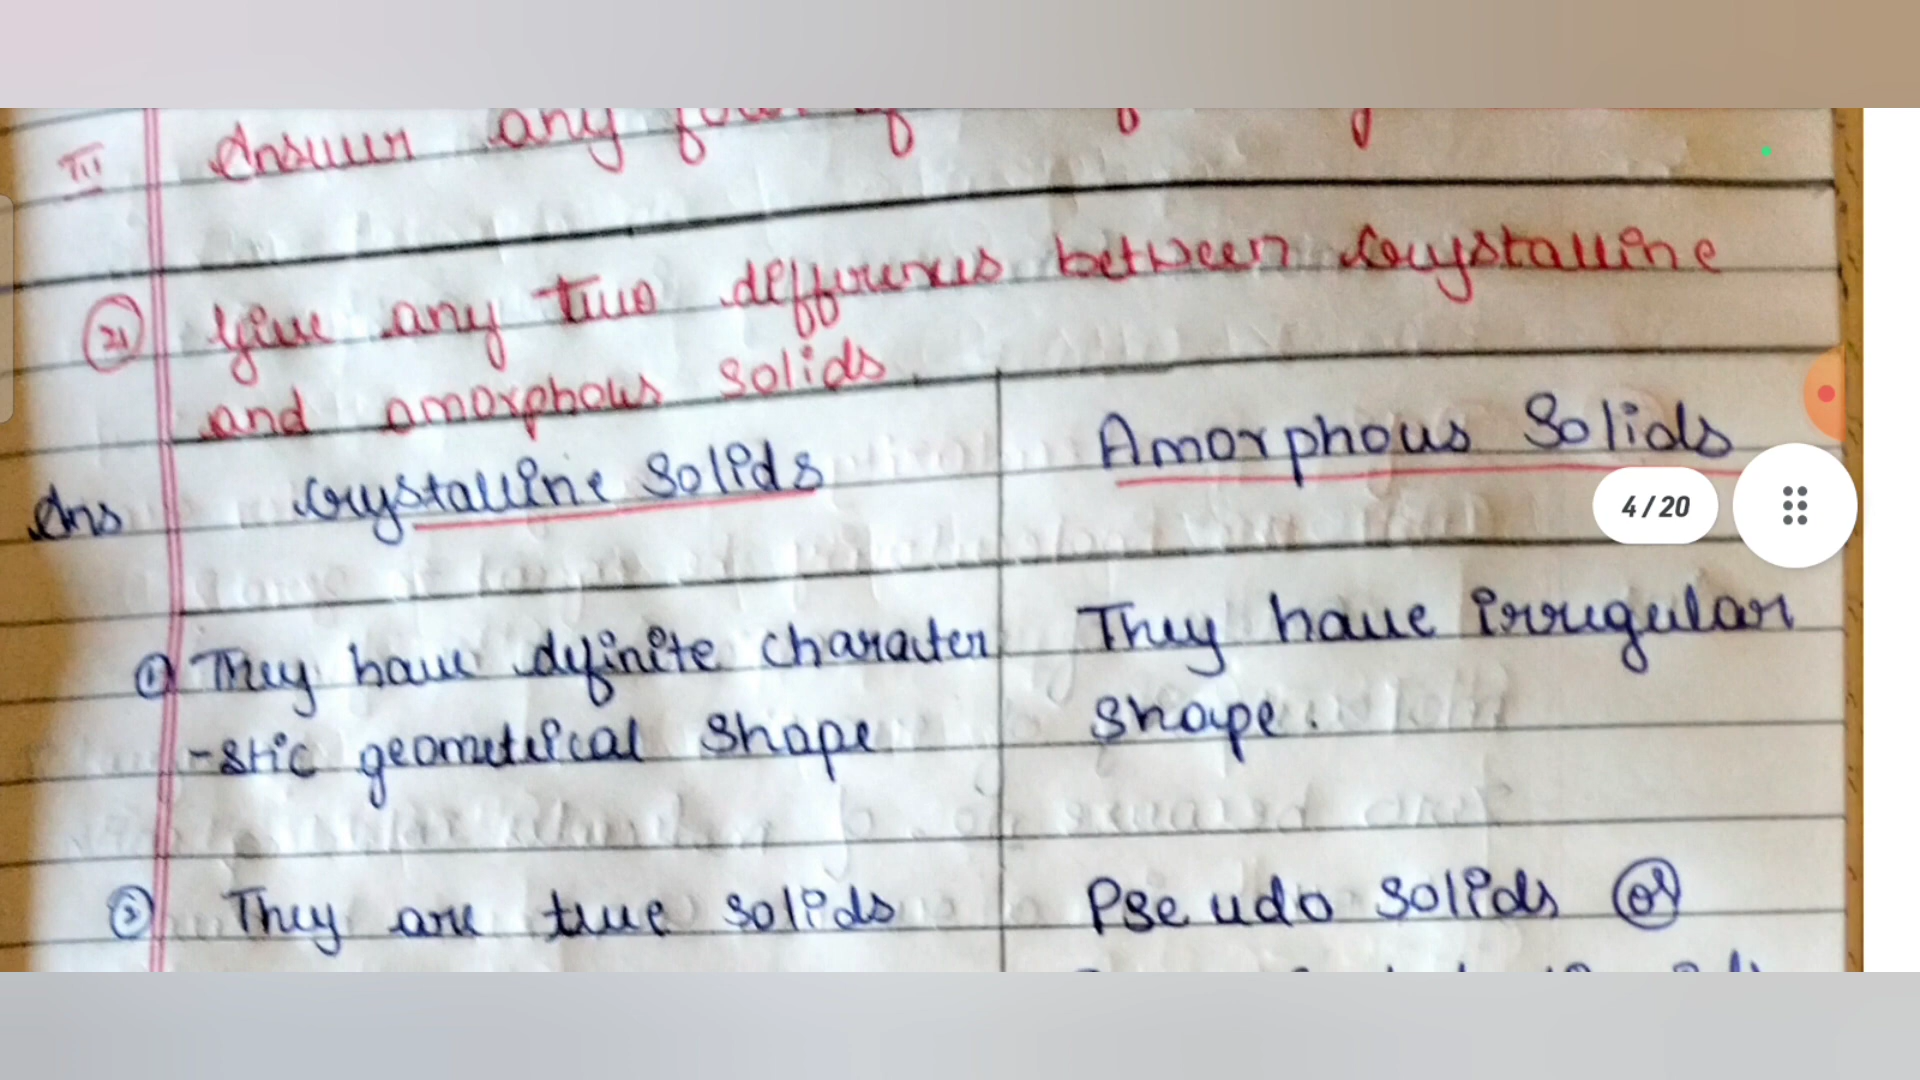 III Answer any four of
21 Give any two differences between Crystalline
and amorphous solids
Ans Crystalline Solids Amorphous Solids
4/20
① They have definite character They have irregular
-stic geometrical shape shape.
② They are true solids Pseudo solids or